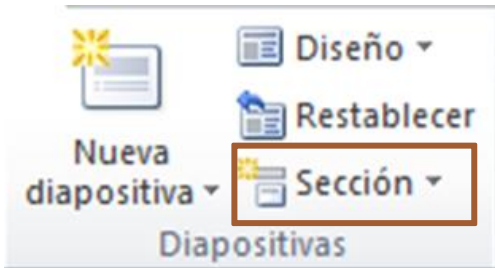 Nueva
diapositiva
Diseño
Restablecer
Sección
Diapositivas